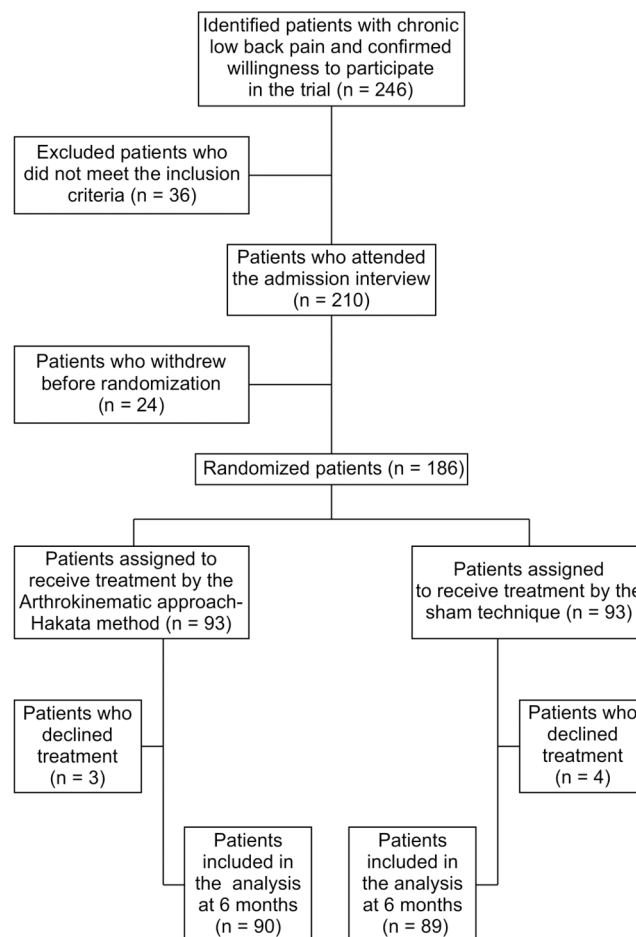 Identified patients with chronic
low back pain and confirmed
willingness to participate
in the trial (n = 246)
Excluded patients who
did not meet the inclusion
criteria (n = 36)
Patients who attended
the admission interview
(n = 210)
Patients who withdrew
before randomization
(n = 24)
Randomized patients (n = 186)
Patients assigned to
receive treatment by the
Arthrokinematic approach-
Hakata method (n = 93)
Patients assigned
to receive treatment by the
sham technique (n = 93)
Patients who
declined
treatment
(n = 3)
Patients who
declined
treatment
(n = 4)
Patients
included in
the analysis
at 6 months
(n = 90)
Patients
included in
the analysis
at 6 months
(n = 89)